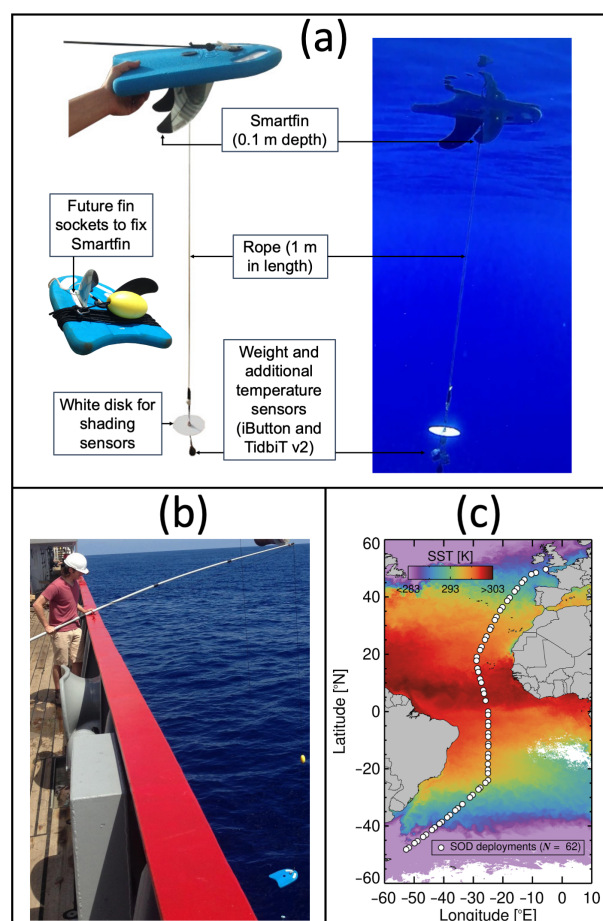 (a)
Smartfin
(0.1 m depth)
Future fin
sockets to fix
Smartfin
Rope (1 m
in length)
Weight and
additional
temperature
sensors
(iButton and
TidbiT v2)
White disk for
shading
sensors
(b)
(c)
SST [K]
<283 293 >303
60
40
20
0
−20
−40
−60
Latitude [°N]
SOD deployments (N = 62)
−60 −50 −40 −30 −20 −10 0 10
Longitude [°E]